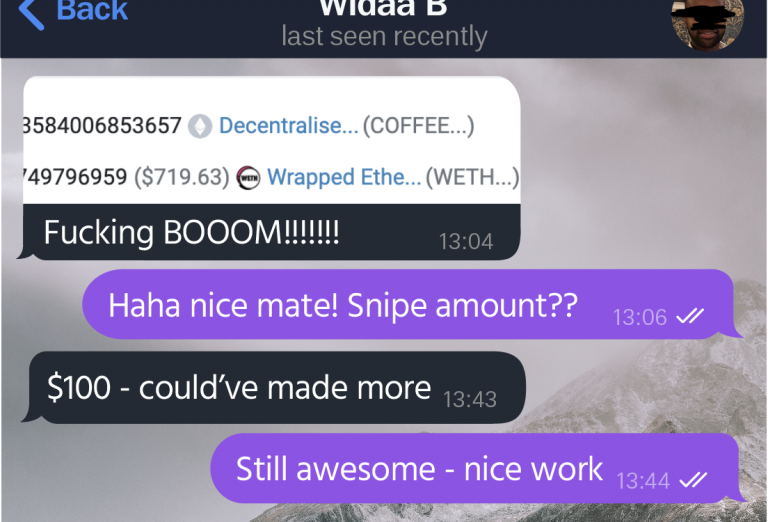 Back
Widaa B
last seen recently
3584006853657 Decentralise... (COFFEE...)
749796959 ($719.63) WETH Wrapped Ethe... (WETH...)
Fucking BOOOM!!!!!!!
13:04
Haha nice mate! Snipe amount??
13:06
$100 - could’ve made more
13:43
Still awesome - nice work
13:44